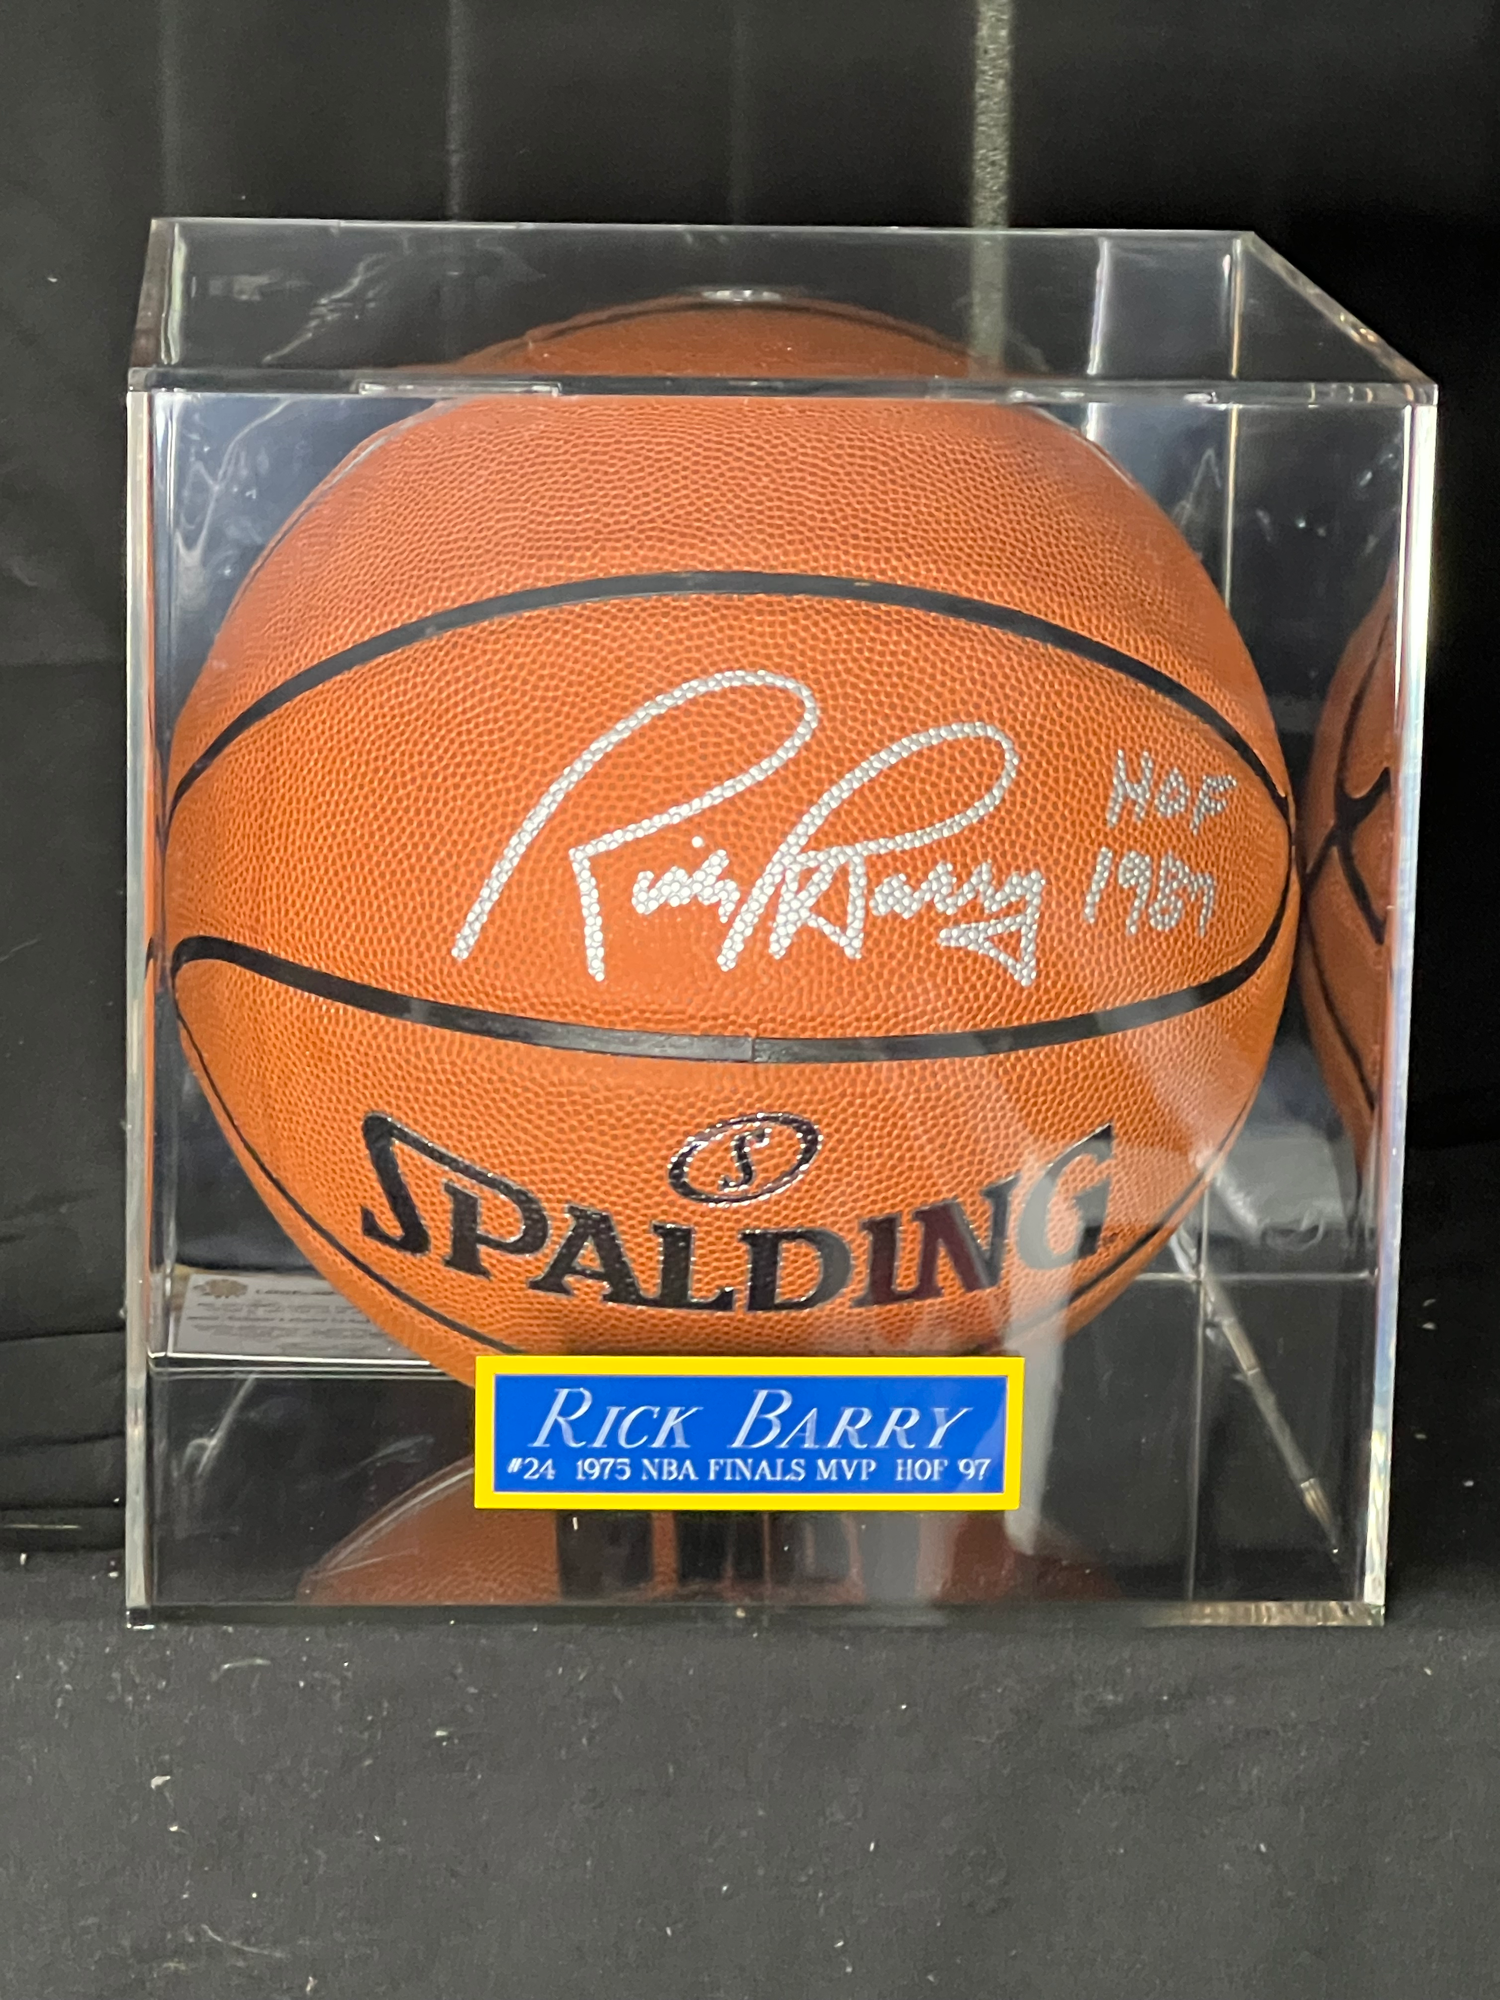 Rick Barry
HOF
1987
S
SPALDING
RICK BARRY
#24 1975 NBA FINALS MVP HOF '97